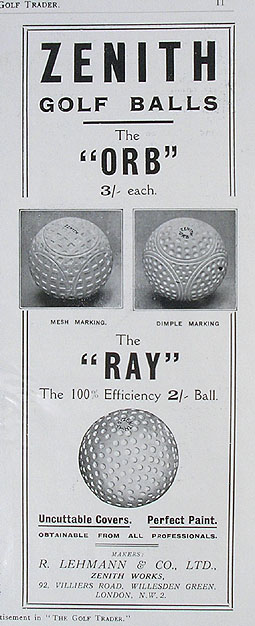 GOLF TRADER. 11
ZENITH
GOLF BALLS
The
"ORB"
3/- each.
ZENITH
ZENITH
MESH MARKING. DIMPLE MARKING
The
"RAY"
The 100% Efficiency 2/- Ball.
Uncuttable Covers. Perfect Paint.
OBTAINABLE FROM ALL PROFESSIONALS.
MAKERS:
R. LEHMANN & CO., LTD.,
ZENITH WORKS,
92, VILLIERS ROAD, WILLESDEN GREEN,
LONDON, N.W.2.
tisement in "THE GOLF TRADER."